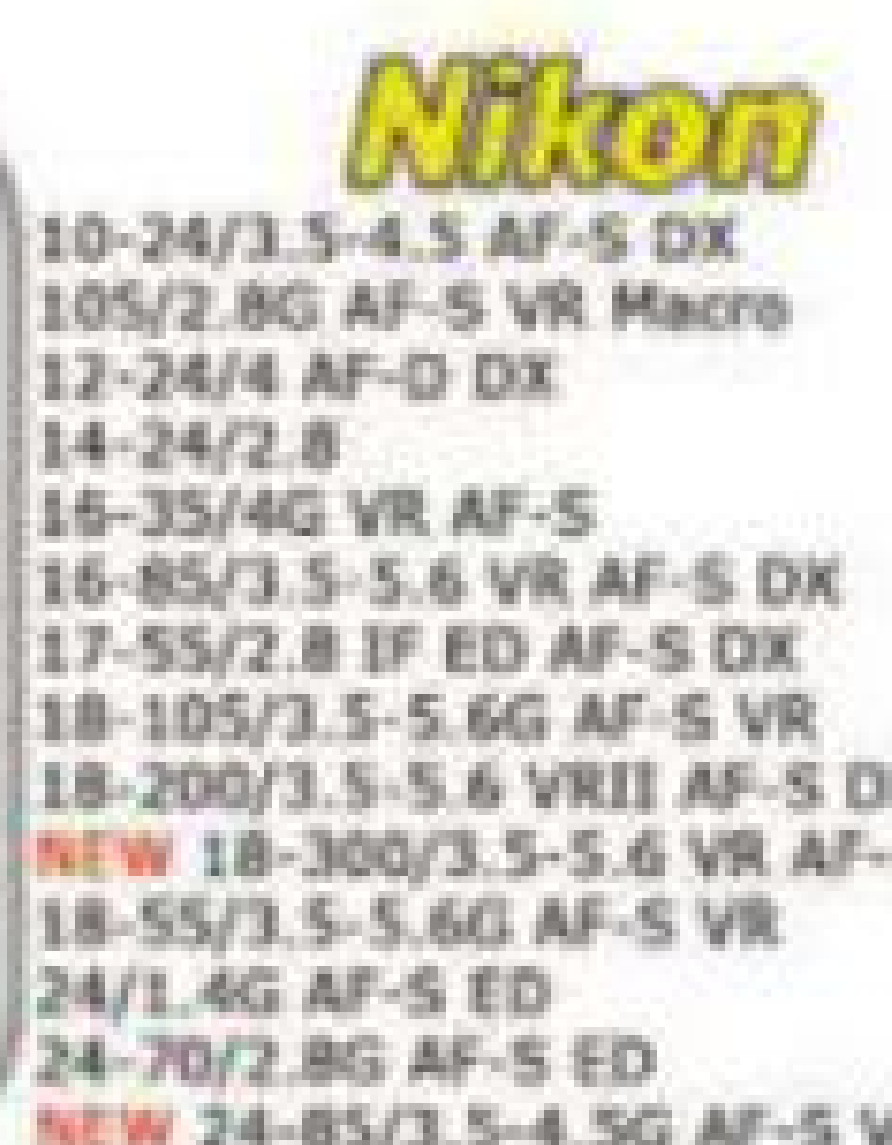 Nikon
10-24/3.5-4.5 AF-S DX
105/2.8G AF-S VR Macro
12-24/4 AF-D DX
14-24/2.8
16-35/4G VR AF-S
16-85/3.5-5.6 VR AF-S DX
17-55/2.8 IF ED AF-S DX
18-105/3.5-5.6G AF-S VR
18-200/3.5-5.6 VRII AF-S D
NEW 18-300/3.5-5.6 VR AF-
18-55/3.5-5.6G AF-S VR
24/1.4G AF-S ED
24-70/2.8G AF-S ED
NEW 24-85/3.5-4.5G AF-S V